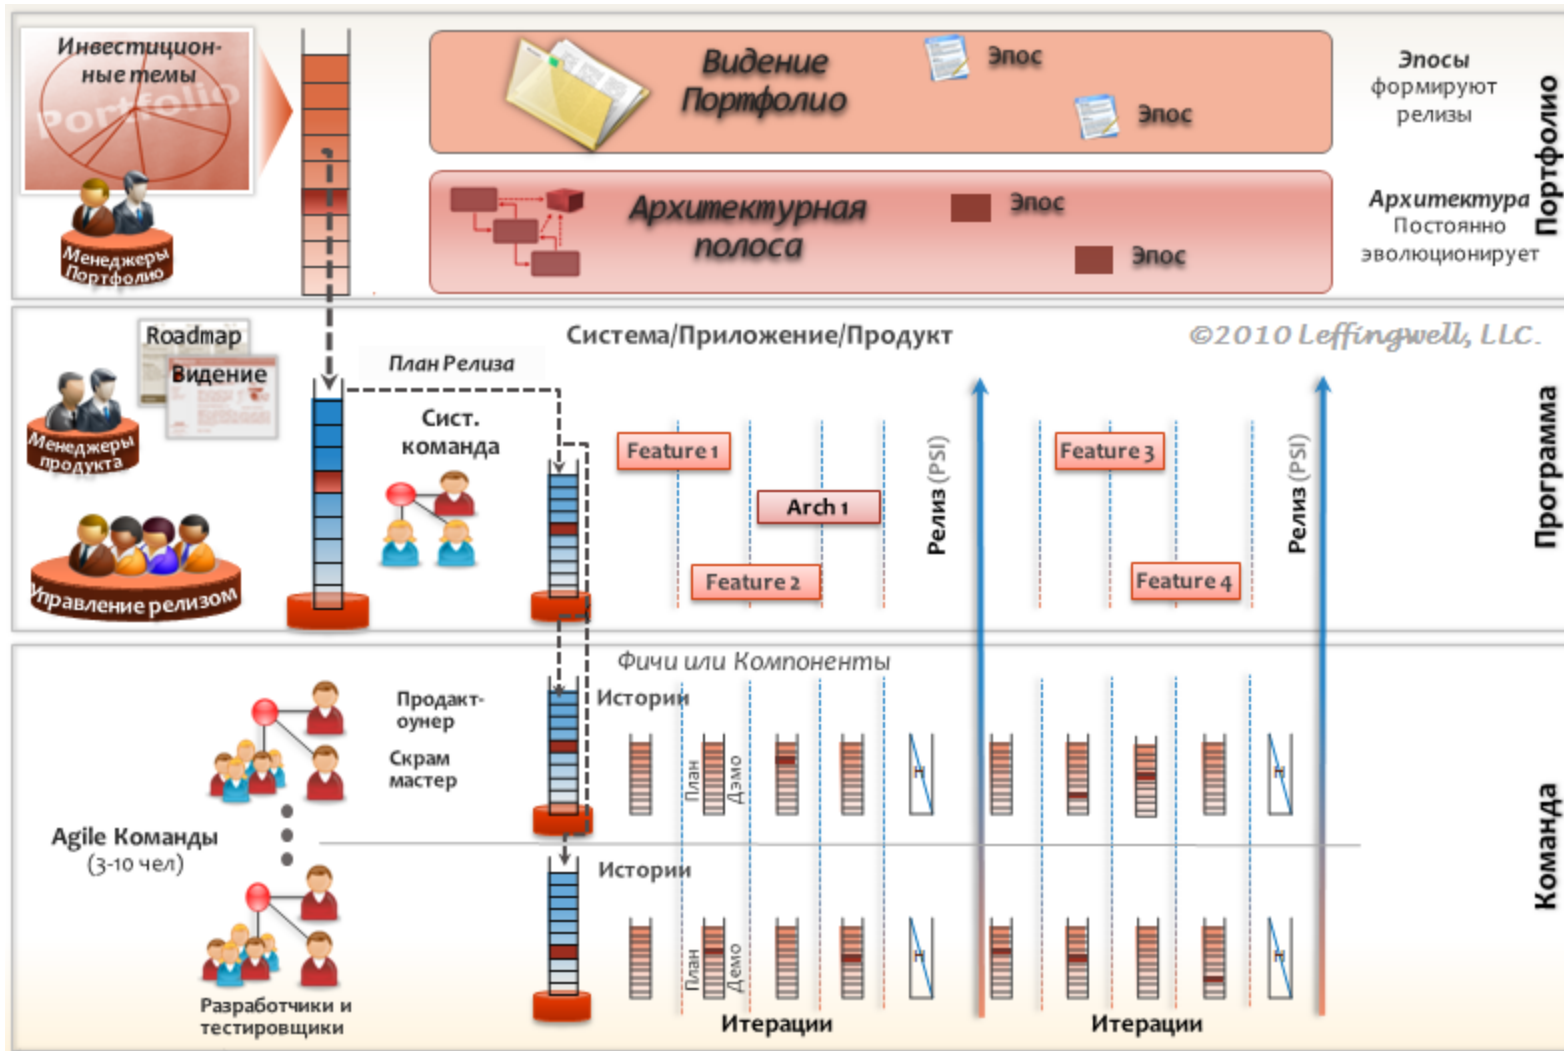 Инвестицион-
ные темы
Portfolio
Менеджеры
Портфолио
Видение
Портфолио
Эпос
Эпос
Эпосы
формируют
релизы
Архитектурная
полоса
Эпос
Эпос
Архитектура
Постоянно
эволюционирует
Портфолио
Roadmap
Видение
План Релиза
Система/Приложение/Продукт
©2010 Leffingwell, LLC.
Менеджеры
продукта
Сист.
команда
Управление релизом
Feature 1
Arch 1
Feature 2
Релиз (PSI)
Feature 3
Feature 4
Релиз (PSI)
Программа
Фичи или Компоненты
Продакт-
оунер
Скрам
мастер
Истории
План
Дэмо
H
H
Agile Команды
(3-10 чел)
Истории
План
Демо
H
H
Разработчики и
тестировщики
Итерации
Итерации
Команда